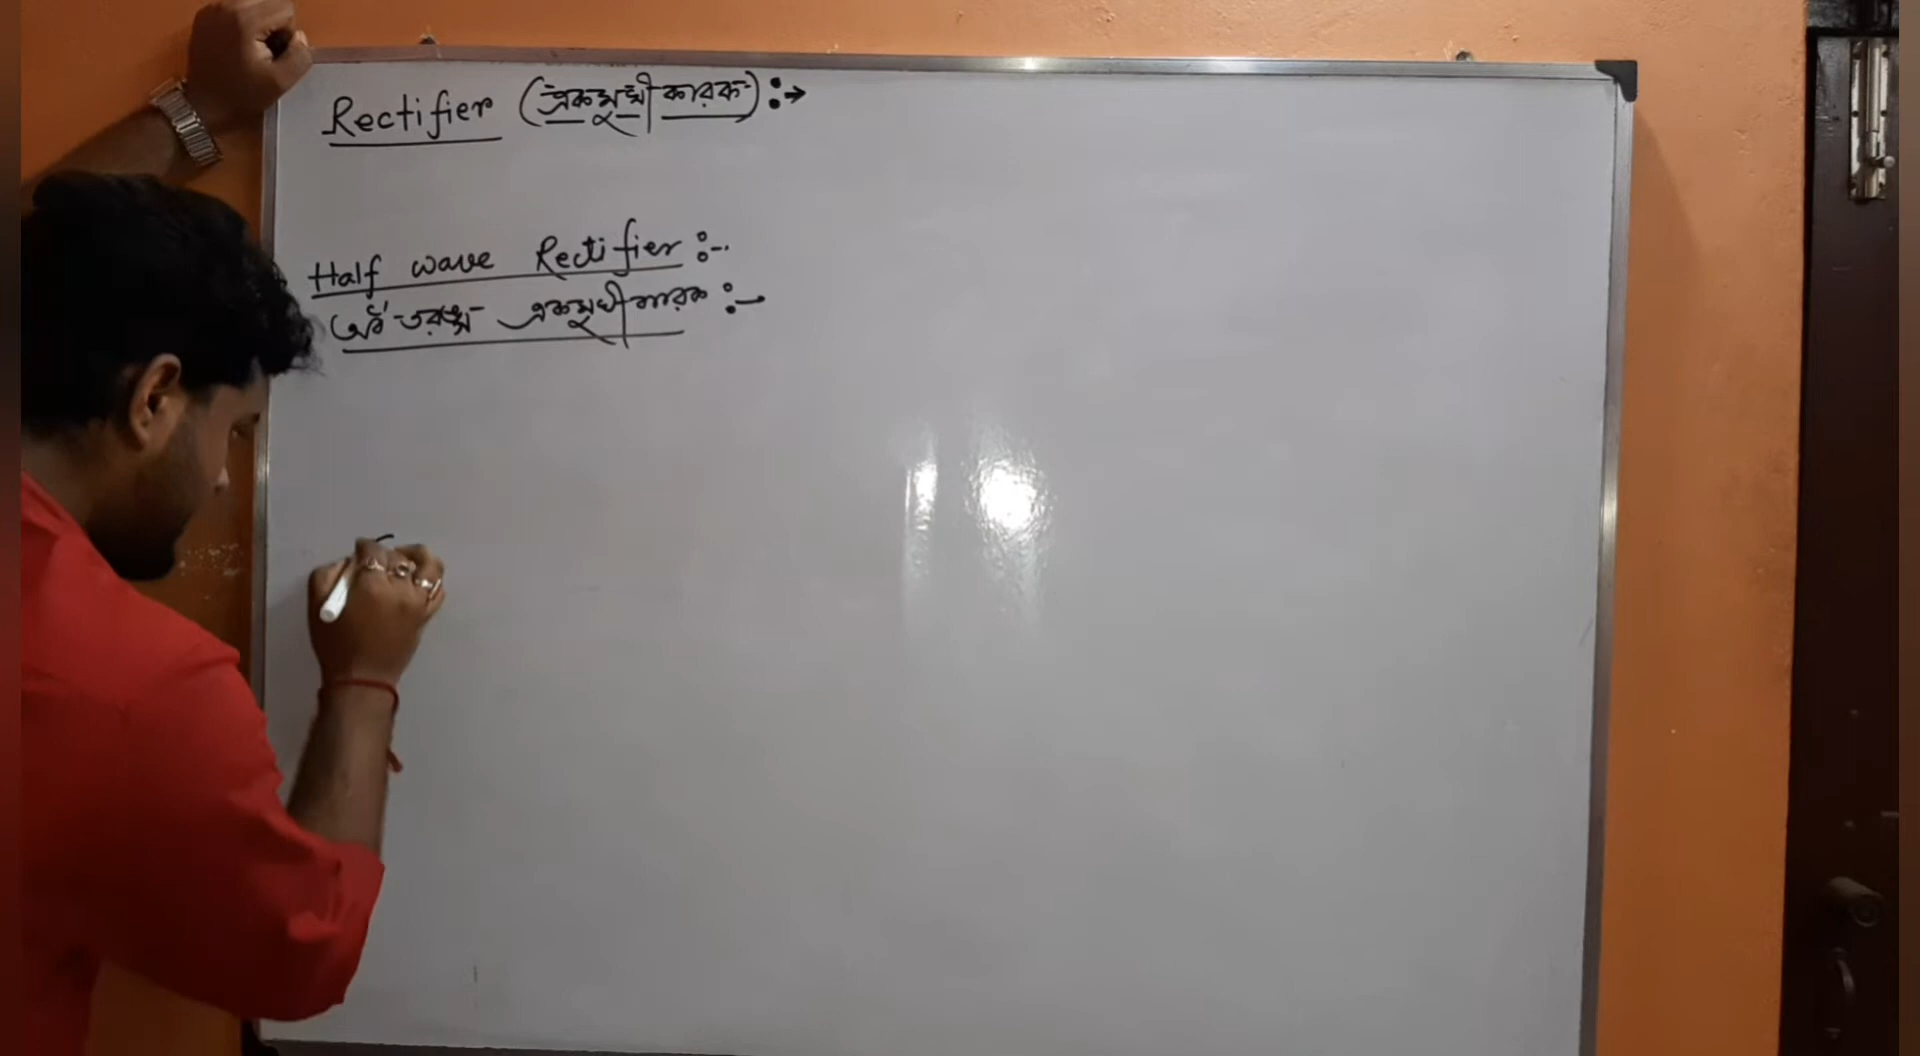 Rectifier (একমুখী কারক) :→
Half wave Rectifier :-
অর্ধ তরঙ্গ একমুখী কারক :→